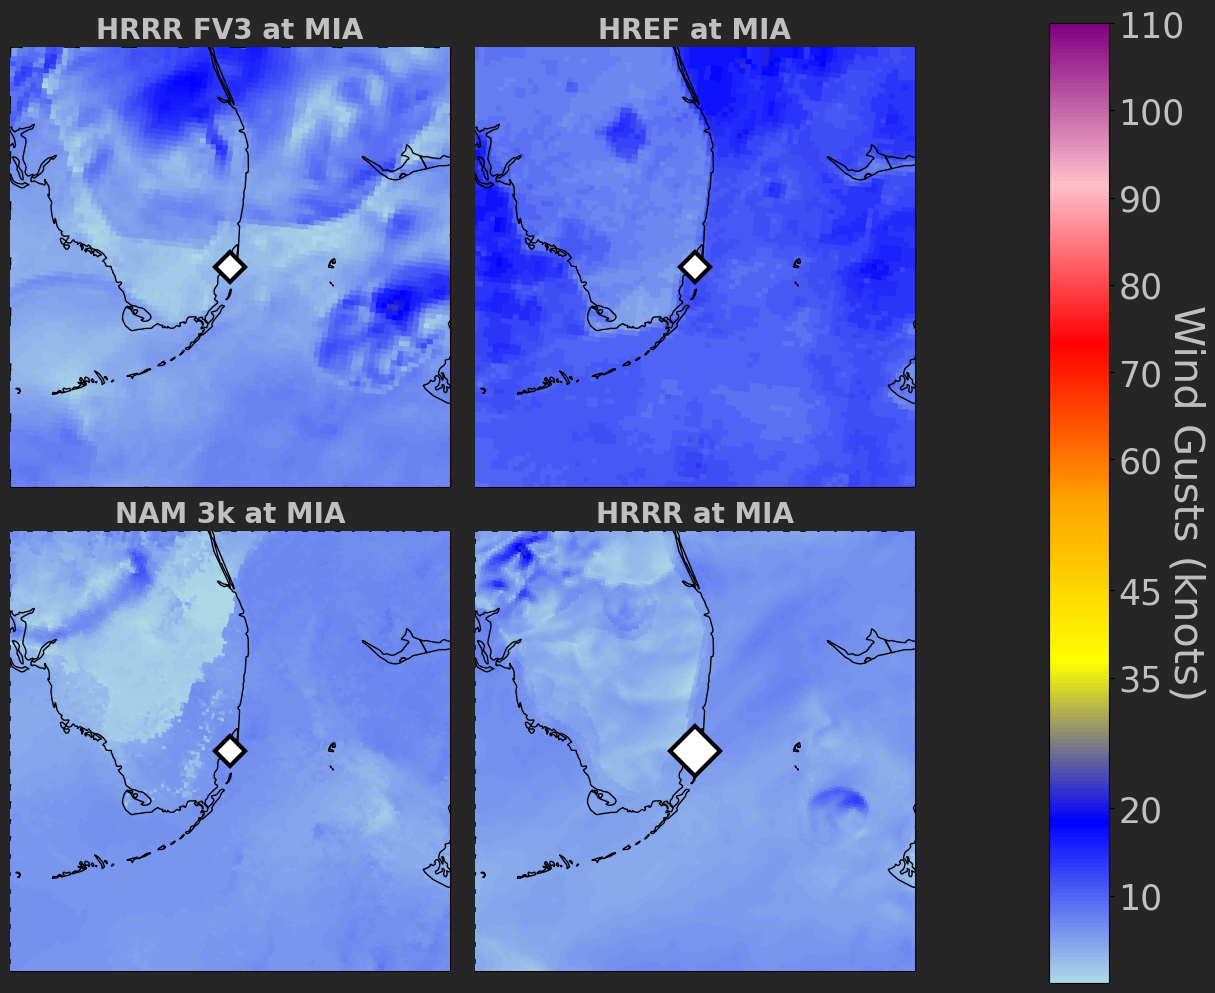 HRRR FV3 at MIA
HREF at MIA
NAM 3k at MIA
HRRR at MIA
110
100
90
80
70
60
45
35
20
10
Wind Gusts (knots)